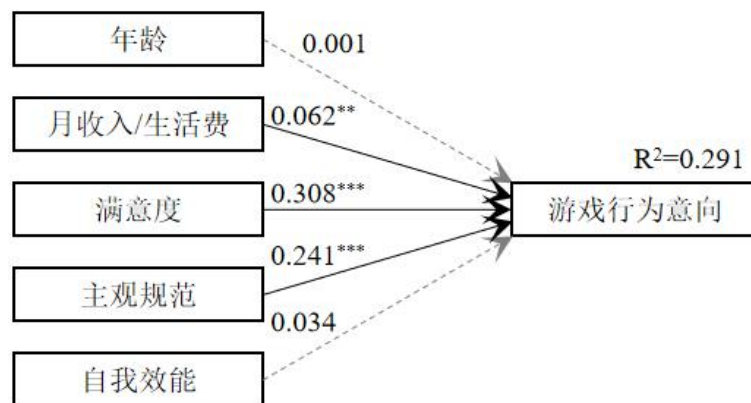 年龄
0.001
月收入/生活费
0.062**
R²=0.291
满意度
0.308***
游戏行为意向
0.241***
主观规范
0.034
自我效能